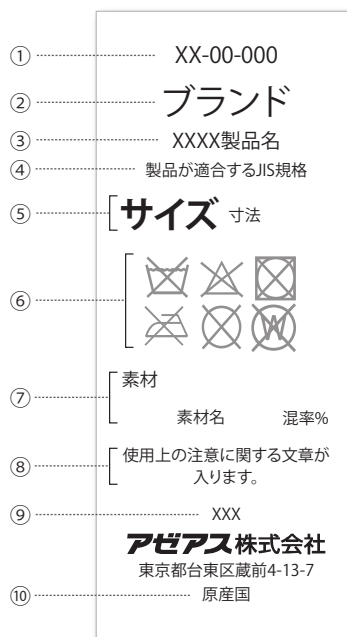 ① XX-00-000
② ブランド
③ XXXX製品名
④ 製品が適合するJIS規格
⑤ サイズ 寸法
⑥
W
⑦ 素材
素材名 混率%
⑧ 使用上の注意に関する文章が
入ります。
⑨ XXX
アゼアス株式会社
東京都台東区蔵前4-13-7
⑩ 原産国